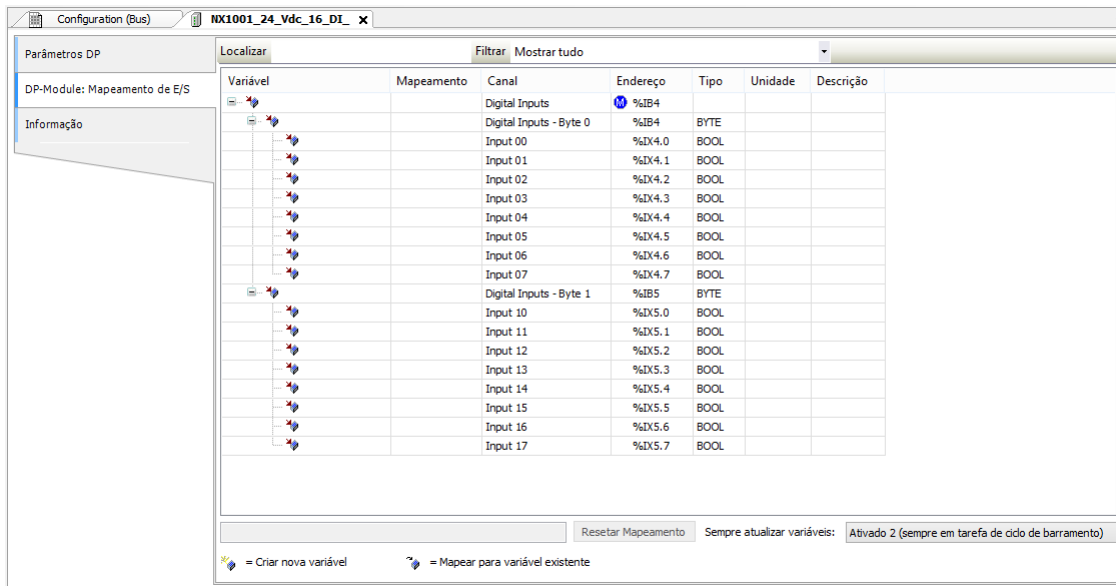 Configuration (Bus) NX1001_24_Vdc_16_DI_ x
Parâmetros DP
DP-Module: Mapeamento de E/S
Informação
Localizar Filtrar Mostrar tudo
Variável Mapeamento Canal Endereço Tipo Unidade Descrição
Digital Inputs M %IB4
Digital Inputs - Byte 0 %IB4 BYTE
Input 00 %IX4.0 BOOL
Input 01 %IX4.1 BOOL
Input 02 %IX4.2 BOOL
Input 03 %IX4.3 BOOL
Input 04 %IX4.4 BOOL
Input 05 %IX4.5 BOOL
Input 06 %IX4.6 BOOL
Input 07 %IX4.7 BOOL
Digital Inputs - Byte 1 %IB5 BYTE
Input 10 %IX5.0 BOOL
Input 11 %IX5.1 BOOL
Input 12 %IX5.2 BOOL
Input 13 %IX5.3 BOOL
Input 14 %IX5.4 BOOL
Input 15 %IX5.5 BOOL
Input 16 %IX5.6 BOOL
Input 17 %IX5.7 BOOL
Resetar Mapeamento Sempre atualizar variáveis: Ativado 2 (sempre em tarefa de ciclo de barramento)
= Criar nova variável = Mapear para variável existente